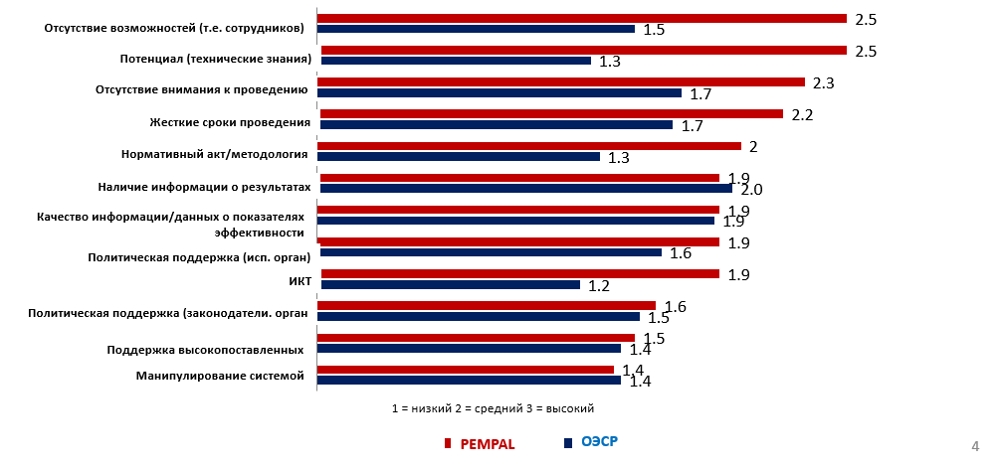 Отсутствие возможностей (т.е. сотрудников)
2.5
1.5
Потенциал (технические знания)
2.5
1.3
Отсутствие внимания к проведению
2.3
1.7
Жесткие сроки проведения
2.2
1.7
Нормативный акт/методология
2
1.3
Наличие информации о результатах
1.9
2.0
Качество информации/данных о показателях
эффективности
1.9
1.9
Политическая поддержка (исп. орган)
1.9
1.6
ИКТ
1.9
1.2
Политическая поддержка (законодатели. орган
1.6
1.5
Поддержка высокопоставленных
1.5
1.4
Манипулирование системой
1.4
1.4
1 = низкий 2 = средний 3 = высокий
PEMPAL
ОЭСР
4